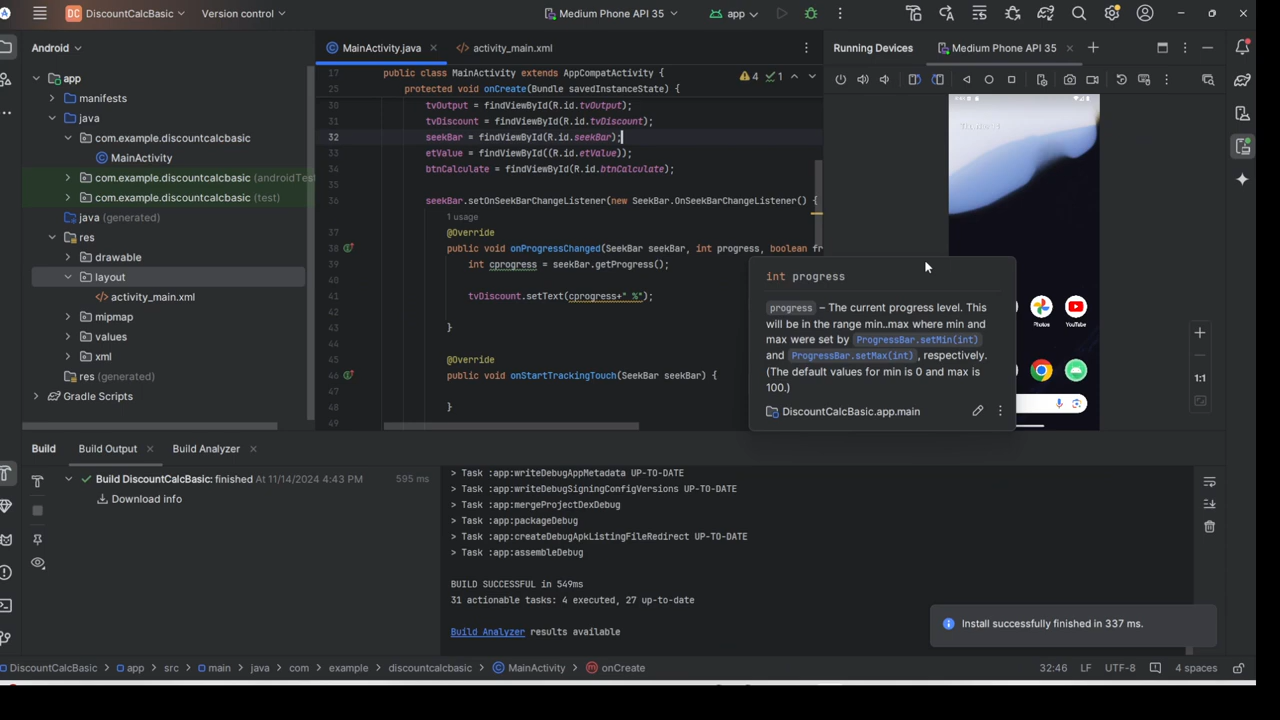 DC DiscountCalcBasic Version control Medium Phone API 35 app
Android MainActivity.java activity_main.xml Running Devices Medium Phone API 35
app
manifests
java
com.example.discountcalcbasic
MainActivity
com.example.discountcalcbasic (androidTest
com.example.discountcalcbasic (test)
java (generated)
res
drawable
layout
activity_main.xml
mipmap
values
xml
res (generated)
Gradle Scripts
17 public class MainActivity extends AppCompatActivity { 4 1
25 protected void onCreate(Bundle savedInstanceState) {
30 tvOutput = findViewById(R.id.tvOutput);
tvDiscount = findViewById(R.id.tvDiscount);
32 seekBar = findViewById(R.id.seekBar);
33 etValue = findViewById((R.id.etValue));
34 btnCalculate = findViewById(R.id.btnCalculate);
35
36 seekBar.setOnSeekBarChangeListener(new SeekBar.OnSeekBarChangeListener() {
1 usage
37 @Override
38 public void onProgressChanged(SeekBar seekBar, int progress, boolean fr
39 int cprogress = seekBar.getProgress();
40
41 tvDiscount.setText(cprogress+" %");
42
43 }
44
45 @Override
46 public void onStartTrackingTouch(SeekBar seekBar) {
48 }
49
int progress
progress – The current progress level. This
will be in the range min..max where min and
max were set by ProgressBar.setMin(int)
and ProgressBar.setMax(int) , respectively.
(The default values for min is 0 and max is
100.)
DiscountCalcBasic.app.main
Photos YouTube
1:1
Build Build Output Build Analyzer
Build DiscountCalcBasic: finished At 11/14/2024 4:43 PM 595 ms
Download info
> Task :app:writeDebugAppMetadata UP-TO-DATE
> Task :app:writeDebugSigningConfigVersions UP-TO-DATE
> Task :app:mergeProjectDexDebug
> Task :app:packageDebug
> Task :app:createDebugApkListingFileRedirect UP-TO-DATE
> Task :app:assembleDebug
BUILD SUCCESSFUL in 549ms
31 actionable tasks: 4 executed, 27 up-to-date
Build Analyzer results available
Install successfully finished in 337 ms.
DiscountCalcBasic > app > src > main > java > com > example > discountcalcbasic > MainActivity > onCreate 32:46 LF UTF-8 4 spaces